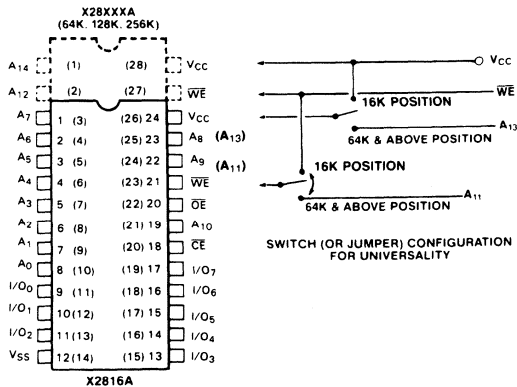 X28XXXA
(64K. 128K. 256K)
A14 (1) (28) VCC
A12 (2) (27) WE
A7 1 (3) (26) 24 VCC
A6 2 (4) (25) 23 A8 (A13)
A5 3 (5) (24) 22 A9
A4 4 (6) (23) 21 WE (A11)
A3 5 (7) (22) 20 OE
A2 6 (8) (21) 19 A10
A1 7 (9) (20) 18 CE
A0 8 (10) (19) 17 I/O7
I/O0 9 (11) (18) 16 I/O6
I/O1 10 (12) (17) 15 I/O5
I/O2 11 (13) (16) 14 I/O4
VSS 12 (14) (15) 13 I/O3
X2816A
VCC
WE
16K POSITION
A13
64K & ABOVE POSITION
16K POSITION
A11
64K & ABOVE POSITION
SWITCH (OR JUMPER) CONFIGURATION
FOR UNIVERSALITY